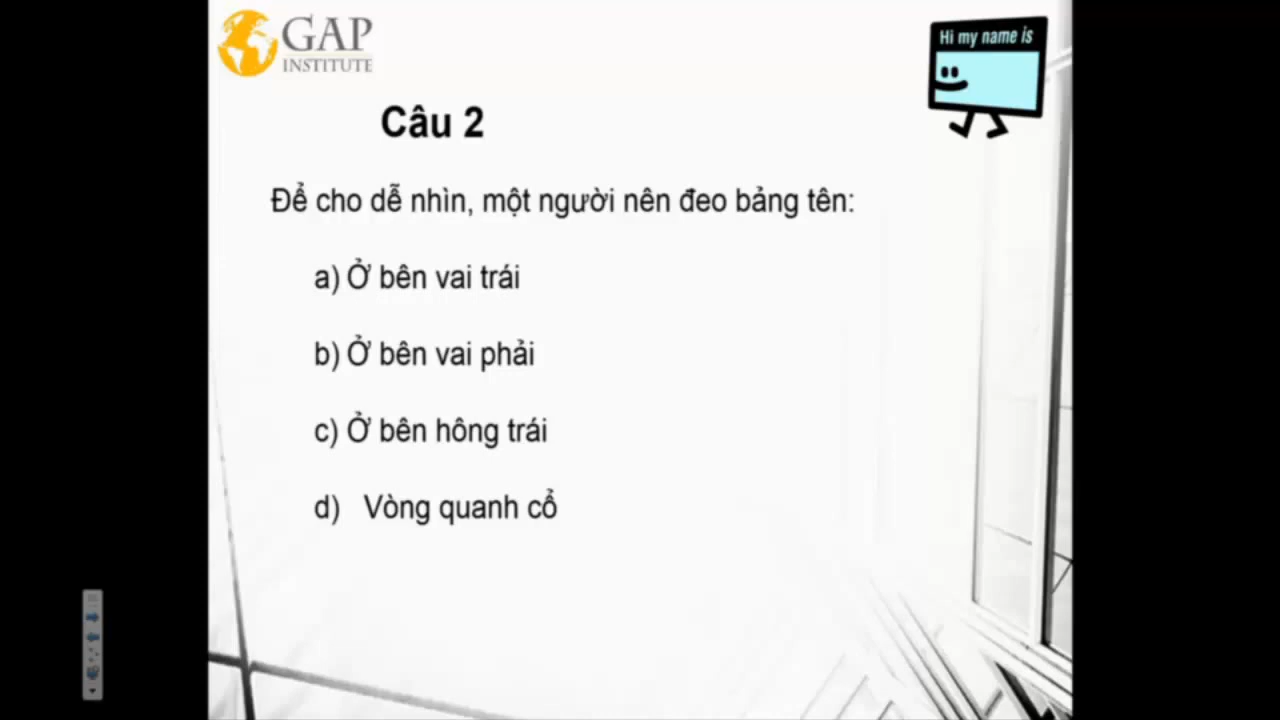 GAP
INSTITUTE
Hi my name is
Câu 2
Để cho dễ nhìn, một người nên đeo bảng tên:
a) Ở bên vai trái
b) Ở bên vai phải
c) Ở bên hông trái
d) Vòng quanh cổ